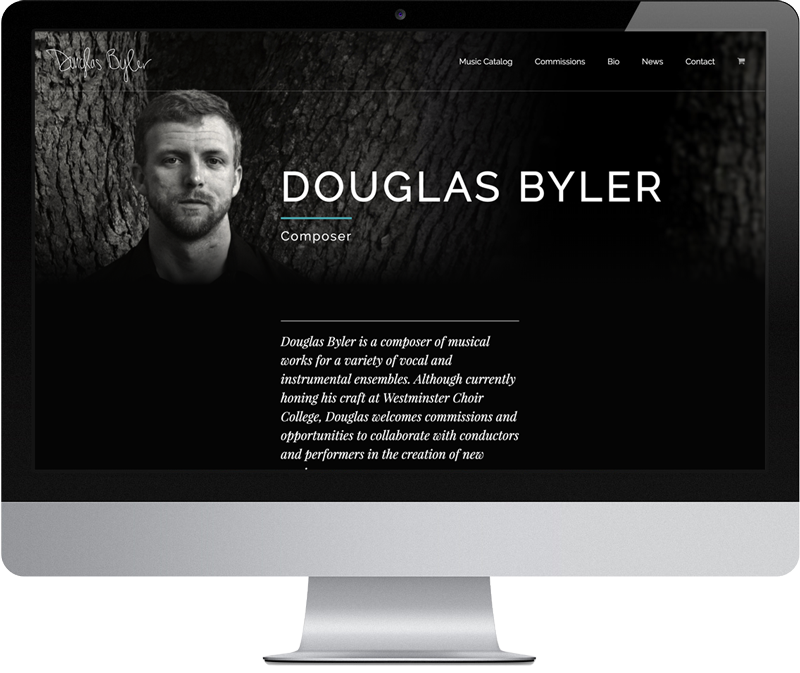 Douglas Byler
Music Catalog Commissions Bio News Contact
DOUGLAS BYLER
Composer
Douglas Byler is a composer of musical
works for a variety of vocal and
instrumental ensembles. Although currently
honing his craft at Westminster Choir
College, Douglas welcomes commissions and
opportunities to collaborate with conductors
and performers in the creation of new